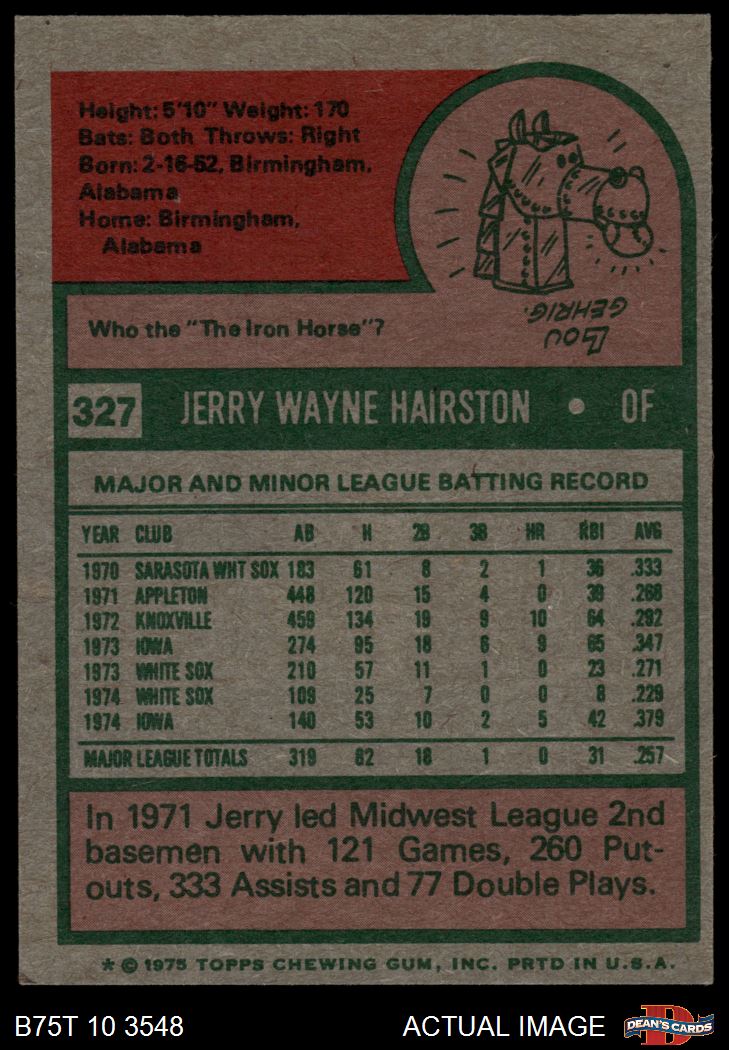 Height: 5'10" Weight: 170
Bats: Both Throws: Right
Born: 2-16-52, Birmingham,
Alabama
Home: Birmingham,
Alabama
LOU
GEHRIG.
Who the "The Iron Horse"?
327 JERRY WAYNE HAIRSTON • OF
MAJOR AND MINOR LEAGUE BATTING RECORD
YEAR CLUB AB H 2B 3B HR RBI AVG
1970 SARASOTA WHT SOX 183 61 8 2 1 36 .333
1971 APPLETON 448 120 15 4 0 39 .268
1972 KNOXVILLE 459 134 19 9 10 64 .292
1973 IOWA 274 95 18 6 9 65 .347
1973 WHITE SOX 210 57 11 1 0 23 .271
1974 WHITE SOX 109 25 7 0 0 8 .229
1974 IOWA 140 53 10 2 5 42 .379
MAJOR LEAGUE TOTALS 319 82 18 1 0 31 .257
In 1971 Jerry led Midwest League 2nd
basemen with 121 Games, 260 Put-
outs, 333 Assists and 77 Double Plays.
* © 1975 TOPPS CHEWING GUM, INC. PRTD IN U.S.A.
B75T 10 3548 ACTUAL IMAGE DEAN'S CARDS